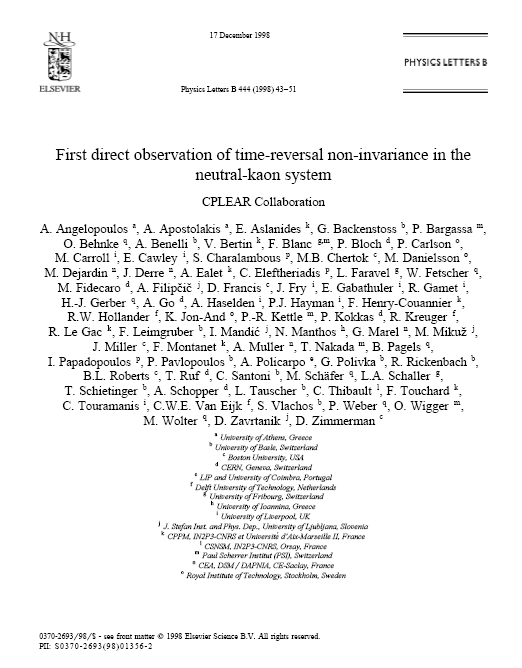 17 December 1998
N·H
ELSEVIER
PHYSICS LETTERS B
Physics Letters B 444 (1998) 43–51
First direct observation of time-reversal non-invariance in the
neutral-kaon system
CPLEAR Collaboration
A. Angelopoulos a, A. Apostolakis a, E. Aslanides k, G. Backenstoss b, P. Bargassa m,
O. Behnke q, A. Benelli b, V. Bertin k, F. Blanc g,m, P. Bloch d, P. Carlson o,
M. Carroll i, E. Cawley i, S. Charalambous p, M.B. Chertok c, M. Danielsson o,
M. Dejardin n, J. Derre n, A. Ealet k, C. Eleftheriadis p, L. Faravel g, W. Fetscher q,
M. Fidecaro d, A. Filipčič j, D. Francis c, J. Fry i, E. Gabathuler i, R. Gamet i,
H.-J. Gerber q, A. Go d, A. Haselden i, P.J. Hayman i, F. Henry-Couannier k,
R.W. Hollander f, K. Jon-And o, P.-R. Kettle m, P. Kokkas d, R. Kreuger f,
R. Le Gac k, F. Leimgruber b, I. Mandić j, N. Manthos h, G. Marel n, M. Mikuž j,
J. Miller c, F. Montanet k, A. Muller n, T. Nakada m, B. Pagels q,
I. Papadopoulos p, P. Pavlopoulos b, A. Policarpo e, G. Polivka b, R. Rickenbach b,
B.L. Roberts c, T. Ruf d, C. Santoni b, M. Schäfer q, L.A. Schaller g,
T. Schietinger b, A. Schopper d, L. Tauscher b, C. Thibault l, F. Touchard k,
C. Touramanis i, C.W.E. Van Eijk f, S. Vlachos b, P. Weber q, O. Wigger m,
M. Wolter q, D. Zavrtanik j, D. Zimmerman c
a University of Athens, Greece
b University of Basle, Switzerland
c Boston University, USA
d CERN, Geneva, Switzerland
e LIP and University of Coimbra, Portugal
f Delft University of Technology, Netherlands
g University of Fribourg, Switzerland
h University of Ioannina, Greece
i University of Liverpool, UK
j J. Stefan Inst. and Phys. Dep., University of Ljubljana, Slovenia
k CPPM, IN2P3-CNRS et Université d'Aix-Marseille II, France
l CSNSM, IN2P3-CNRS, Orsay, France
m Paul Scherrer Institut (PSI), Switzerland
n CEA, DSM / DAPNIA, CE-Saclay, France
o Royal Institute of Technology, Stockholm, Sweden
0370-2693/98/$ - see front matter © 1998 Elsevier Science B.V. All rights reserved.
PII: S0370-2693(98)01356-2